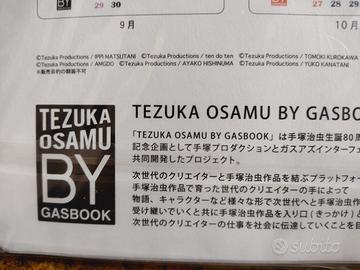 BY
29 30
27 28 29
9月
10月
©Tezuka Productions / IPPI MATSUTANI ©Tezuka Productions / ten do ten
©Tezuka Productions / TOMOKI KUROKAWA
©Tezuka Productions / AMGDO ©Tezuka Productions / AYAKO HISHINUMA
©Tezuka Productions / YUKO KANATANI
※販売目的の額装不可
TEZUKA
OSAMU
BY
GASBOOK
TEZUKA OSAMU BY GASBO
「TEZUKA OSAMU BY GASBOOK」は手塚治虫生誕80周
記念企画として手塚プロダクションとガスアズインターフェ
共同開発したプロジェクト。
次世代のクリエイターと手塚治虫作品を結ぶプラットフォー
手塚治虫作品で育った世代のクリエイターの手によって
物語、キャラクターなど様々な形で次世代へと手塚治虫
受け継いでいくと共に手塚治虫作品を入り口(きっかけ)と
次世代のクリエイターの仕事を社会に伝達していくことを目
subito